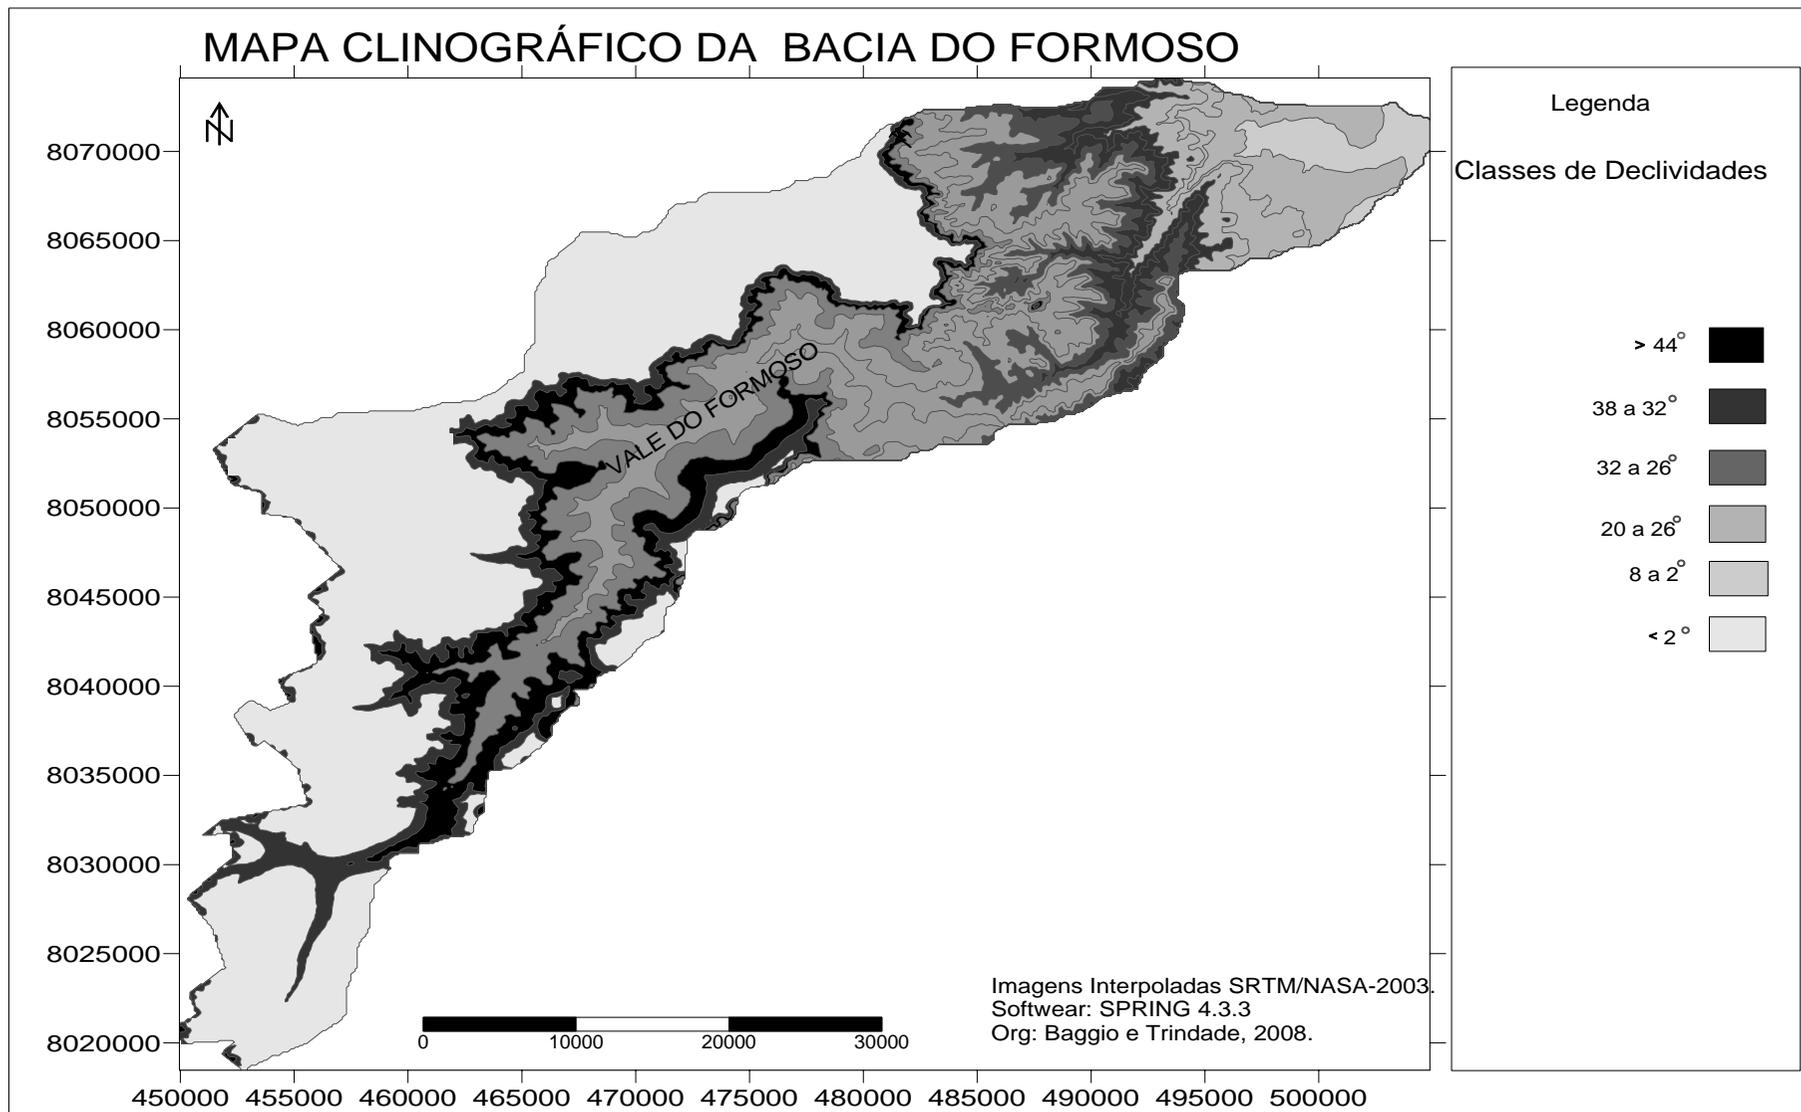 MAPA CLINOGRÁFICO DA BACIA DO FORMOSO
N
Legenda
Classes de Declividades
> 44°
38 a 32°
32 a 26°
20 a 26°
8 a 2°
< 2°
8070000
8065000
8060000
8055000
8050000
8045000
8040000
8035000
8030000
8025000
8020000
VALE DO FORMOSO
Imagens Interpoladas SRTM/NASA-2003.
Softwear: SPRING 4.3.3
Org: Baggio e Trindade, 2008.
0 10000 20000 30000
450000 455000 460000 465000 470000 475000 480000 485000 490000 495000 500000